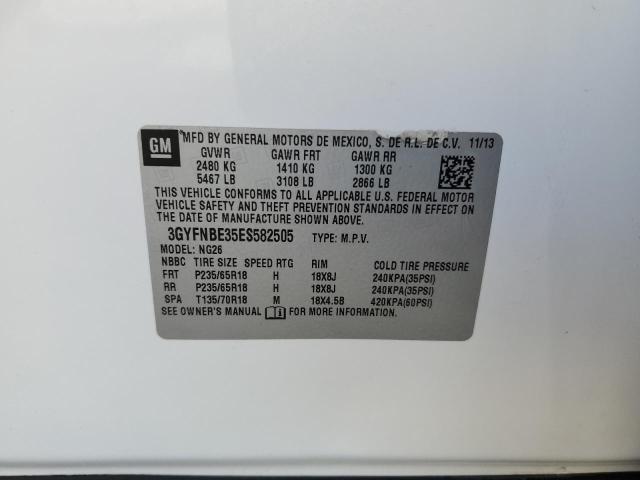 GM MFD BY GENERAL MOTORS DE MEXICO, S. DE R.L. DE C.V. 11/13
GVWR GAWR FRT GAWR RR
2480 KG 1410 KG 1300 KG
5467 LB 3108 LB 2866 LB
THIS VEHICLE CONFORMS TO ALL APPLICABLE U.S. FEDERAL MOTOR
VEHICLE SAFETY AND THEFT PREVENTION STANDARDS IN EFFECT ON
THE DATE OF MANUFACTURE SHOWN ABOVE.
3GYFNBE35ES582505 TYPE: M.P.V.
MODEL: NG26
NBBC TIRE SIZE SPEED RTG RIM COLD TIRE PRESSURE
FRT P235/65R18 H 18X8J 240KPA(35PSI)
RR P235/65R18 H 18X8J 240KPA(35PSI)
SPA T135/70R18 M 18X4.5B 420KPA(60PSI)
SEE OWNER'S MANUAL FOR MORE INFORMATION.